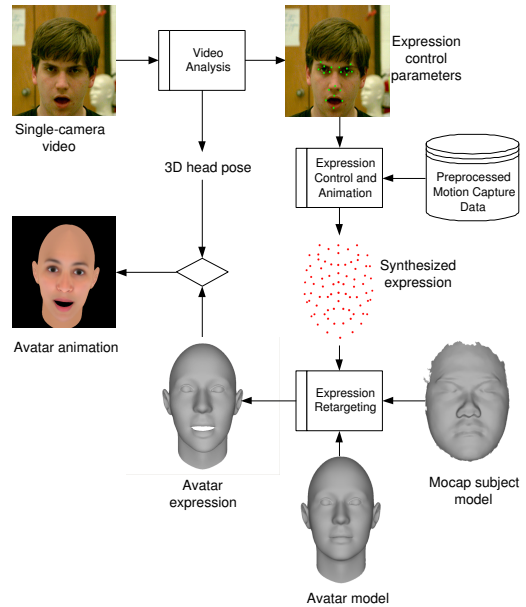 Video
Analysis
Expression
control
parameters
Single-camera
video
3D head pose
Expression
Control and
Animation
Preprocessed
Motion Capture
Data
Synthesized
expression
Avatar animation
Expression
Retargeting
Avatar
expression
Mocap subject
model
Avatar model